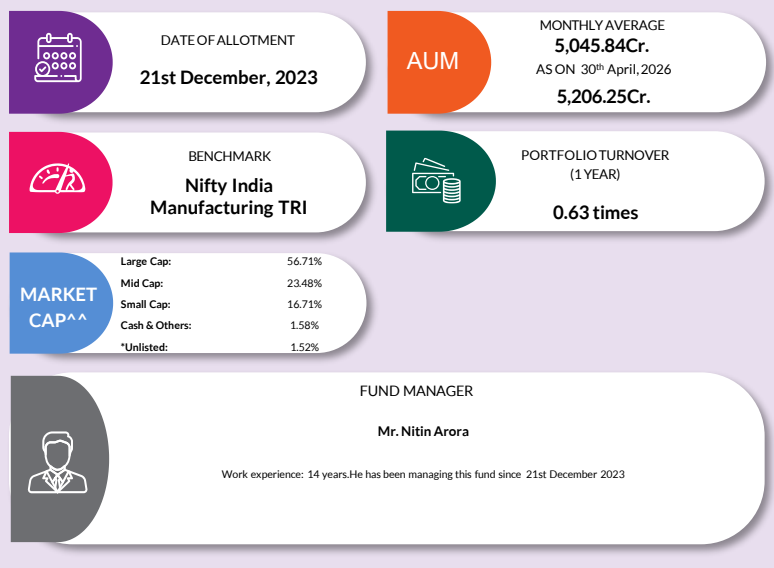 DATE OF ALLOTMENT
21st December, 2023
AUM
MONTHLY AVERAGE
5,045.84Cr.
AS ON 30th April,2026
5,206.25Cr.
BENCHMARK
Nifty India
Manufacturing TRI
PORTFOLIO TURNOVER
(1 YEAR)
0.63 times
MARKET
CAP^^
Large Cap: 56.71%
Mid Cap: 23.48%
Small Cap: 16.71%
Cash & Others: 1.58%
*Unlisted: 1.52%
FUND MANAGER
Mr. Nitin Arora
Work experience: 14 years.He has been managing this fund since 21st December 2023